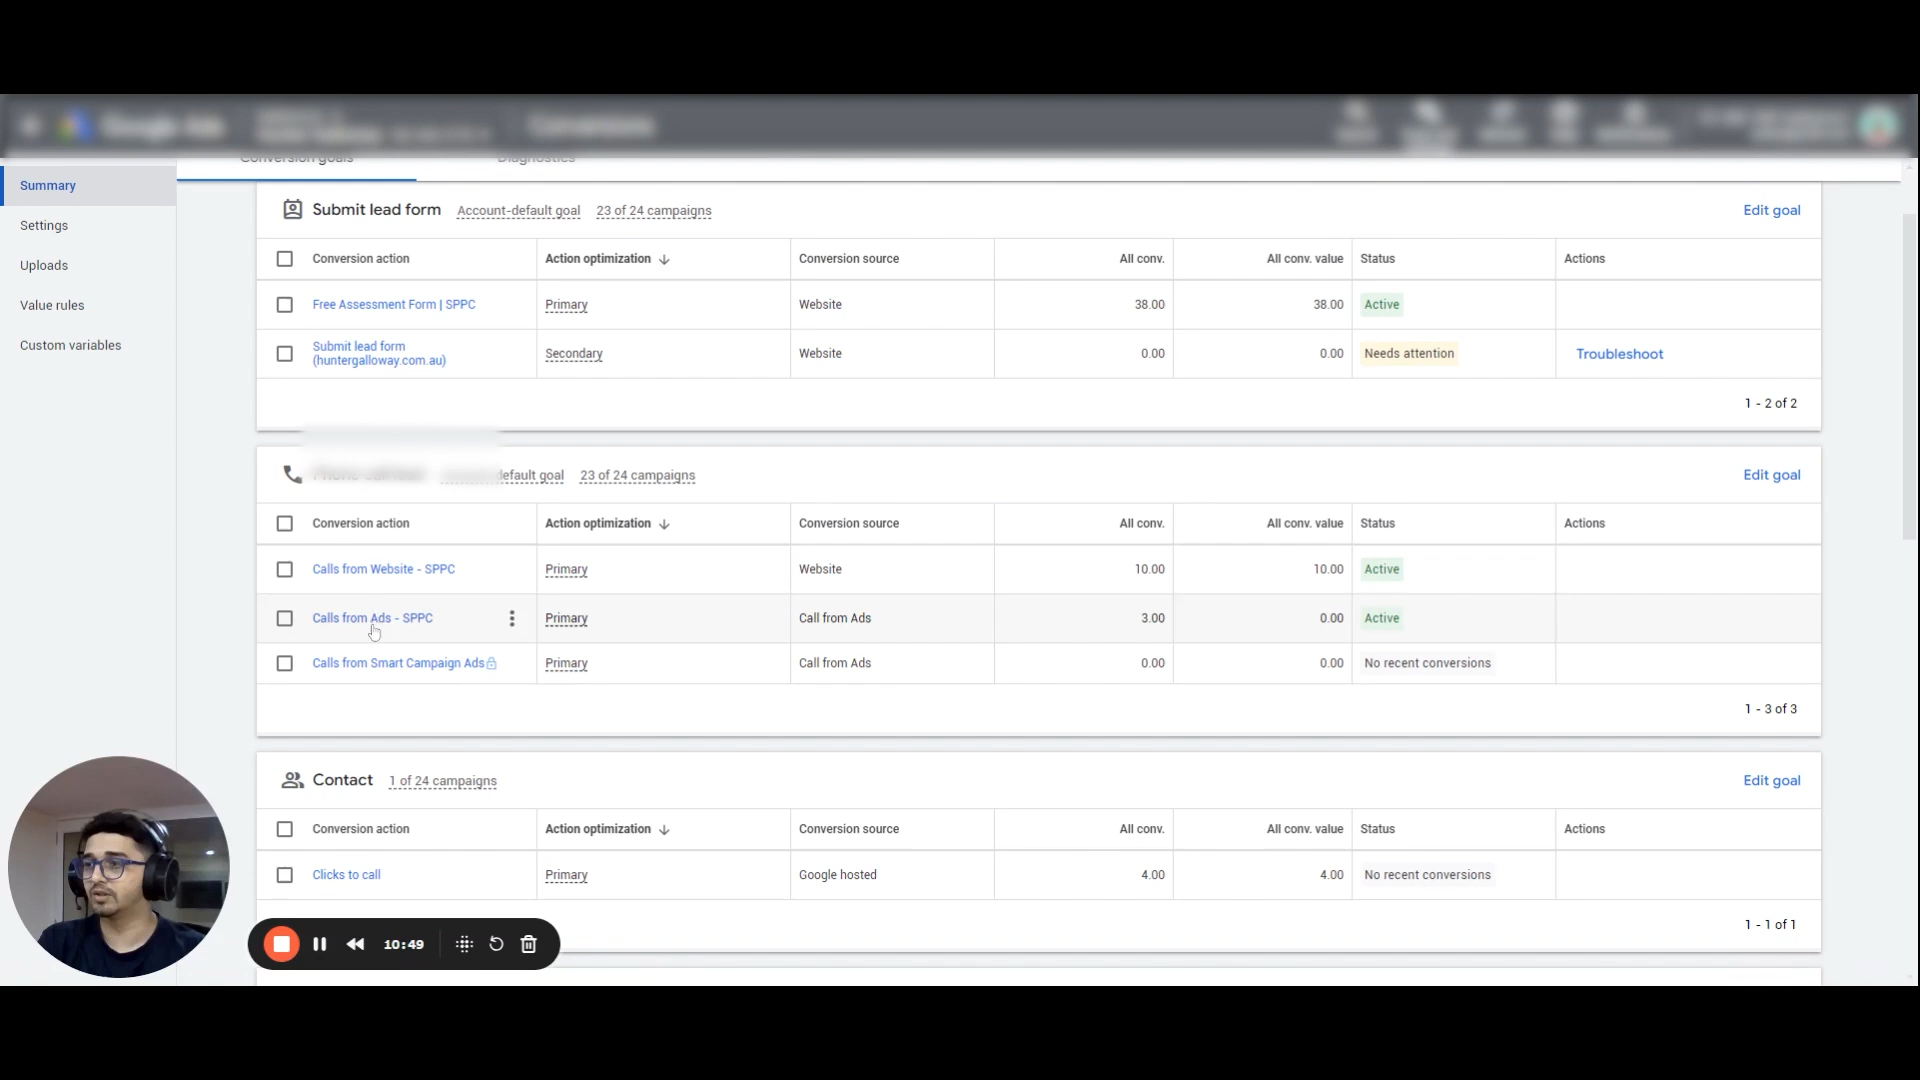 Conversion goals Diagnostics
Summary
Settings
Uploads
Value rules
Custom variables
Submit lead form Account-default goal 23 of 24 campaigns Edit goal
Conversion action Action optimization Conversion source All conv. All conv. value Status Actions
Free Assessment Form | SPPC Primary Website 38.00 38.00 Active
Submit lead form
(huntergalloway.com.au) Secondary Website 0.00 0.00 Needs attention Troubleshoot
1 - 2 of 2
default goal 23 of 24 campaigns Edit goal
Conversion action Action optimization Conversion source All conv. All conv. value Status Actions
Calls from Website - SPPC Primary Website 10.00 10.00 Active
Calls from Ads - SPPC Primary Call from Ads 3.00 0.00 Active
Calls from Smart Campaign Ads Primary Call from Ads 0.00 0.00 No recent conversions
1 - 3 of 3
Contact 1 of 24 campaigns Edit goal
Conversion action Action optimization Conversion source All conv. All conv. value Status Actions
Clicks to call Primary Google hosted 4.00 4.00 No recent conversions
1 - 1 of 1
10:49